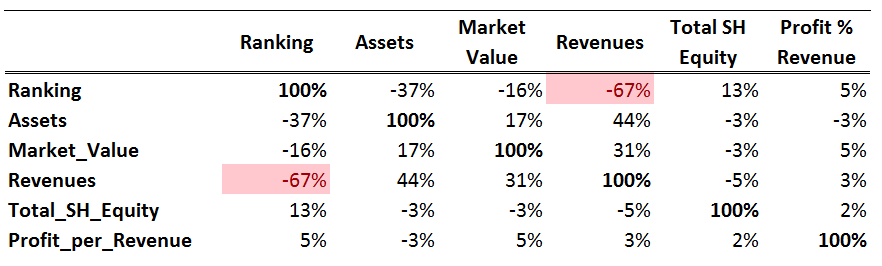 Ranking Assets Market Value Revenues Total SH Equity Profit % Revenue
Ranking 100% -37% -16% -67% 13% 5%
Assets -37% 100% 17% 44% -3% -3%
Market_Value -16% 17% 100% 31% -3% 5%
Revenues -67% 44% 31% 100% -5% 3%
Total_SH_Equity 13% -3% -3% -5% 100% 2%
Profit_per_Revenue 5% -3% 5% 3% 2% 100%